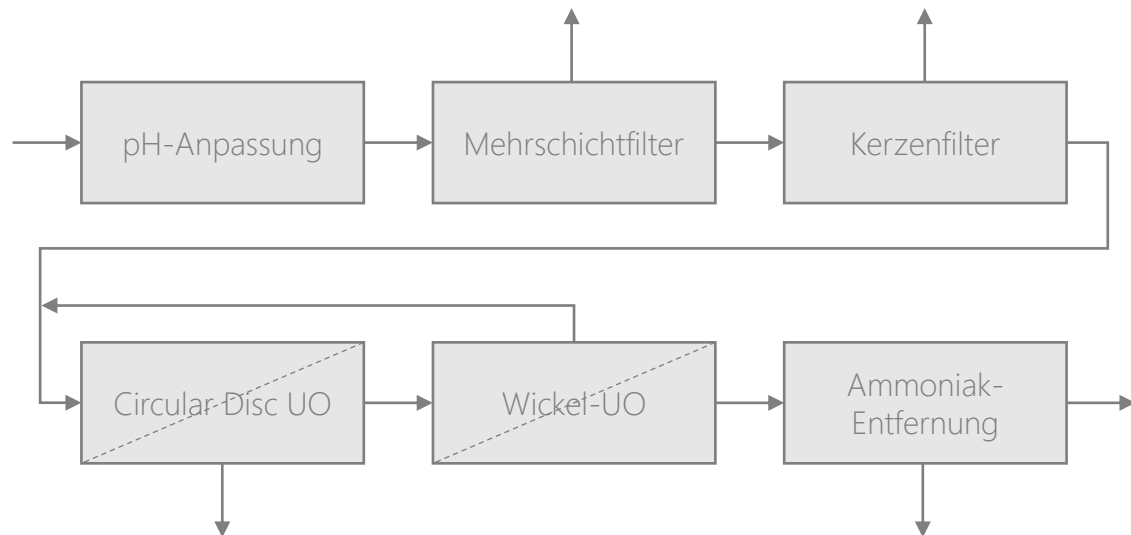 pH-Anpassung
Mehrschichtfilter
Kerzenfilter
Circular Disc UO
Wickel-UO
Ammoniak-
Entfernung